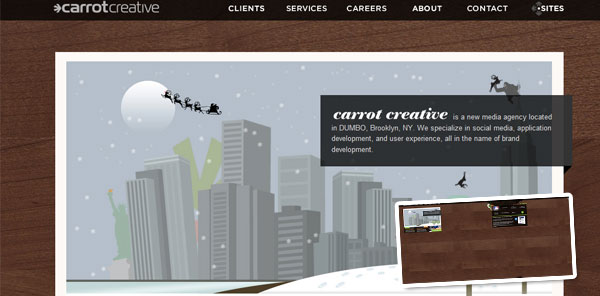 carrotcreative
CLIENTS SERVICES CAREERS ABOUT CONTACT SITES
carrot creative is a new media agency located
in DUMBO, Brooklyn, NY. We specialize in social media, application
development, and user experience, all in the name of brand
development.